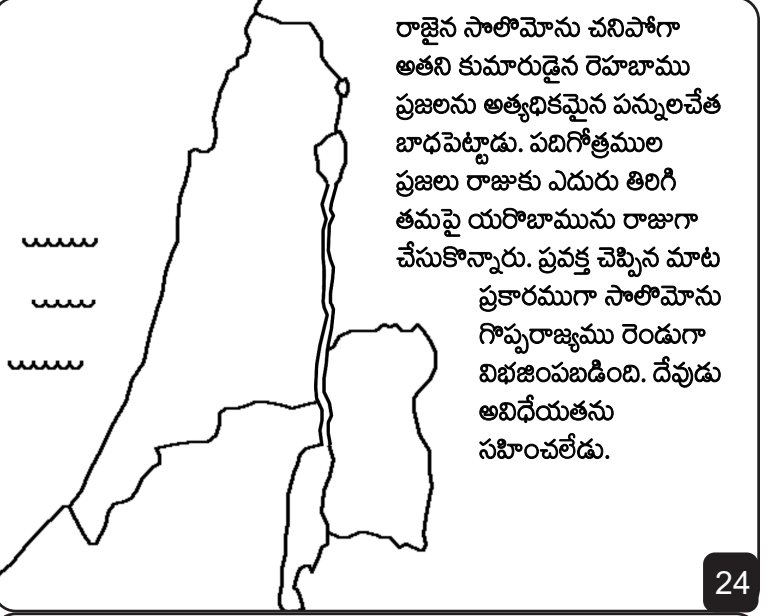 రాజైన సొలొమోను చనిపోగా
అతని కుమారుడైన రెహబాము
ప్రజలను అత్యధికమైన పన్నులచేత
బాధపెట్టాడు. పదిగోత్రముల
ప్రజలు రాజుకు ఎదురు తిరిగి
తమపై యరొబామును రాజుగా
చేసుకొన్నారు. ప్రవక్త చెప్పిన మాట
ప్రకారముగా సొలొమోను
గొప్పరాజ్యము రెండుగా
విభజింపబడింది. దేవుడు
అవిధేయతను
సహించలేడు.
24